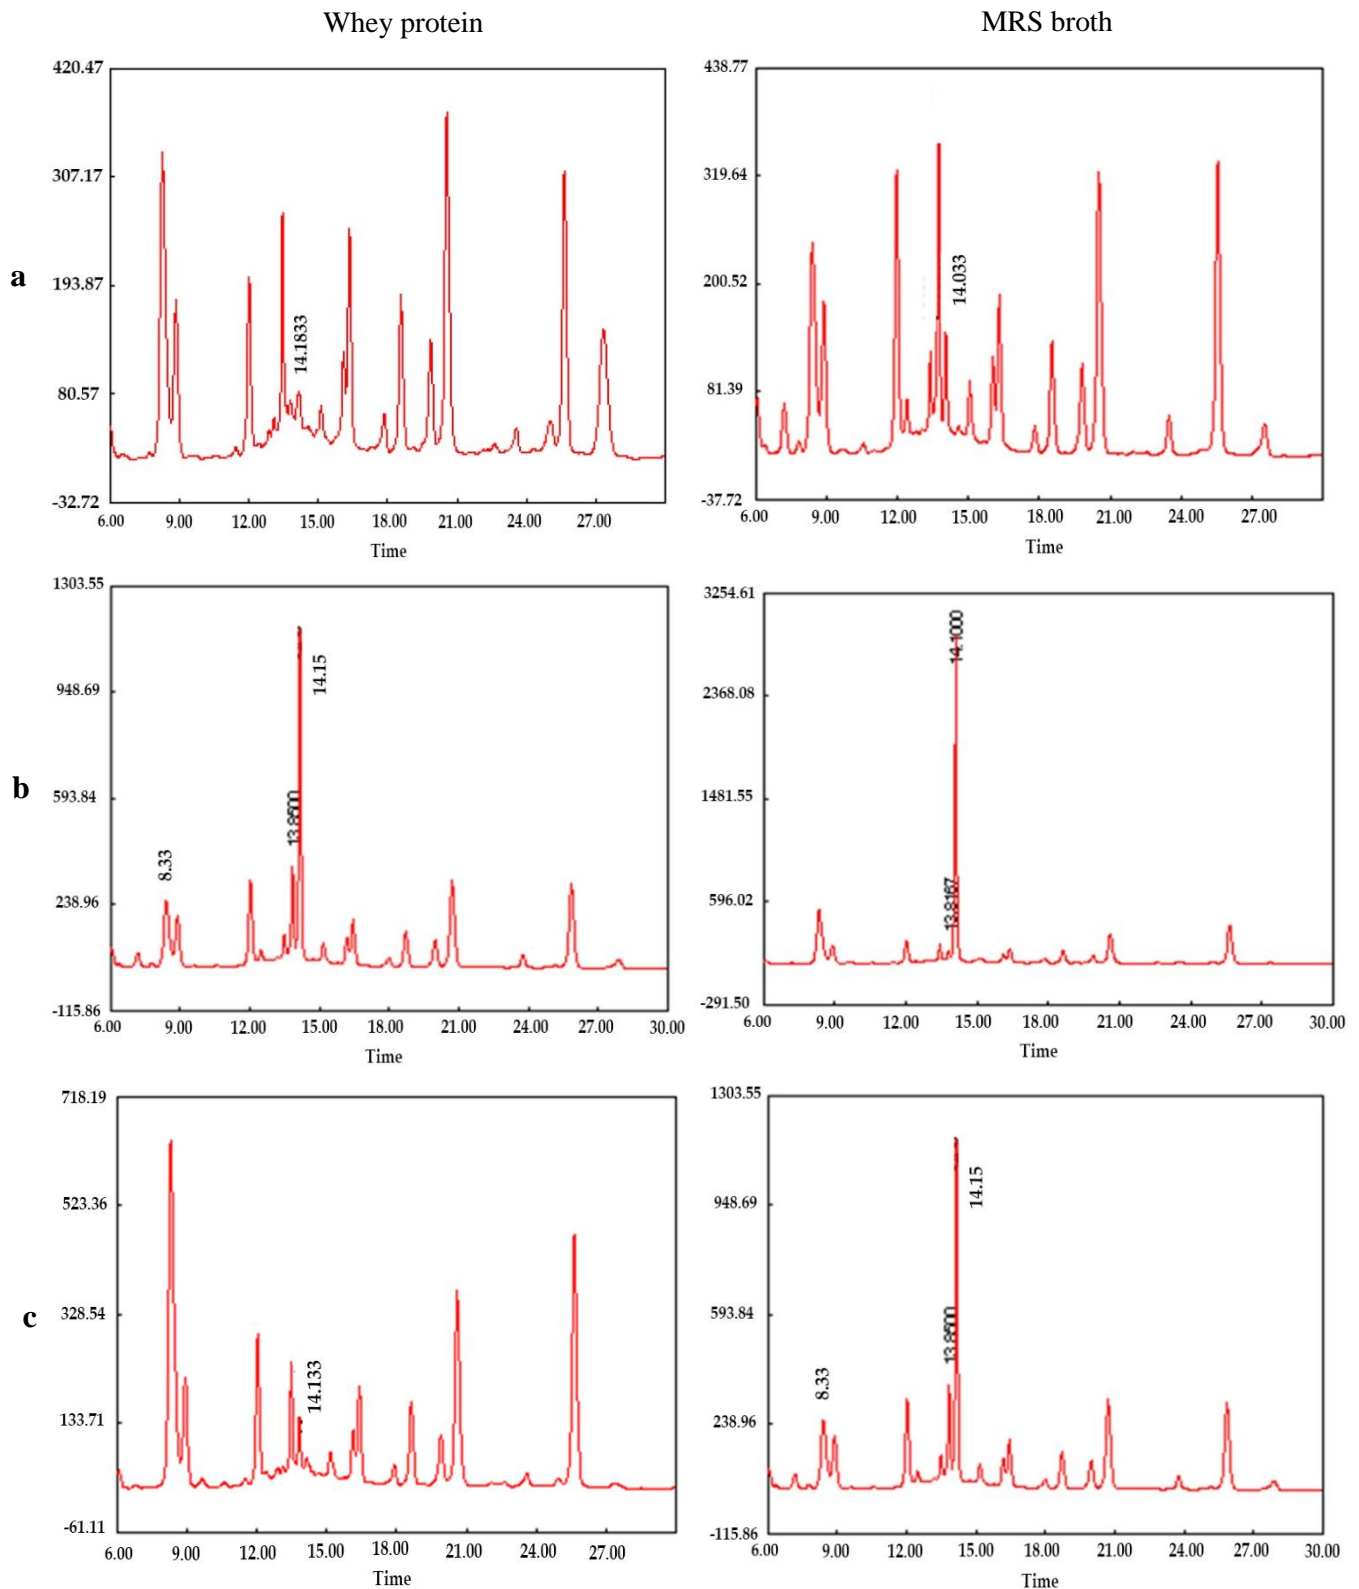 Whey protein
MRS broth
a
420.47
307.17
193.87
80.57
-32.72
14.1833
6.00 9.00 12.00 15.00 18.00 21.00 24.00 27.00
Time
438.77
319.64
200.52
81.39
-37.72
14.033
6.00 9.00 12.00 15.00 18.00 21.00 24.00 27.00
Time
b
1303.55
948.69
593.84
238.96
-115.86
8.33
13.8500
14.15
6.00 9.00 12.00 15.00 18.00 21.00 24.00 27.00 30.00
Time
3254.61
2368.08
1481.55
596.02
-291.50
13.8167
14.1000
6.00 9.00 12.00 15.00 18.00 21.00 24.00 27.00 30.00
Time
c
718.19
523.36
328.54
133.71
-61.11
14.133
6.00 9.00 12.00 15.00 18.00 21.00 24.00 27.00
Time
1303.55
948.69
593.84
238.96
-115.86
8.33
13.8500
14.15
6.00 9.00 12.00 15.00 18.00 21.00 24.00 27.00 30.00
Time